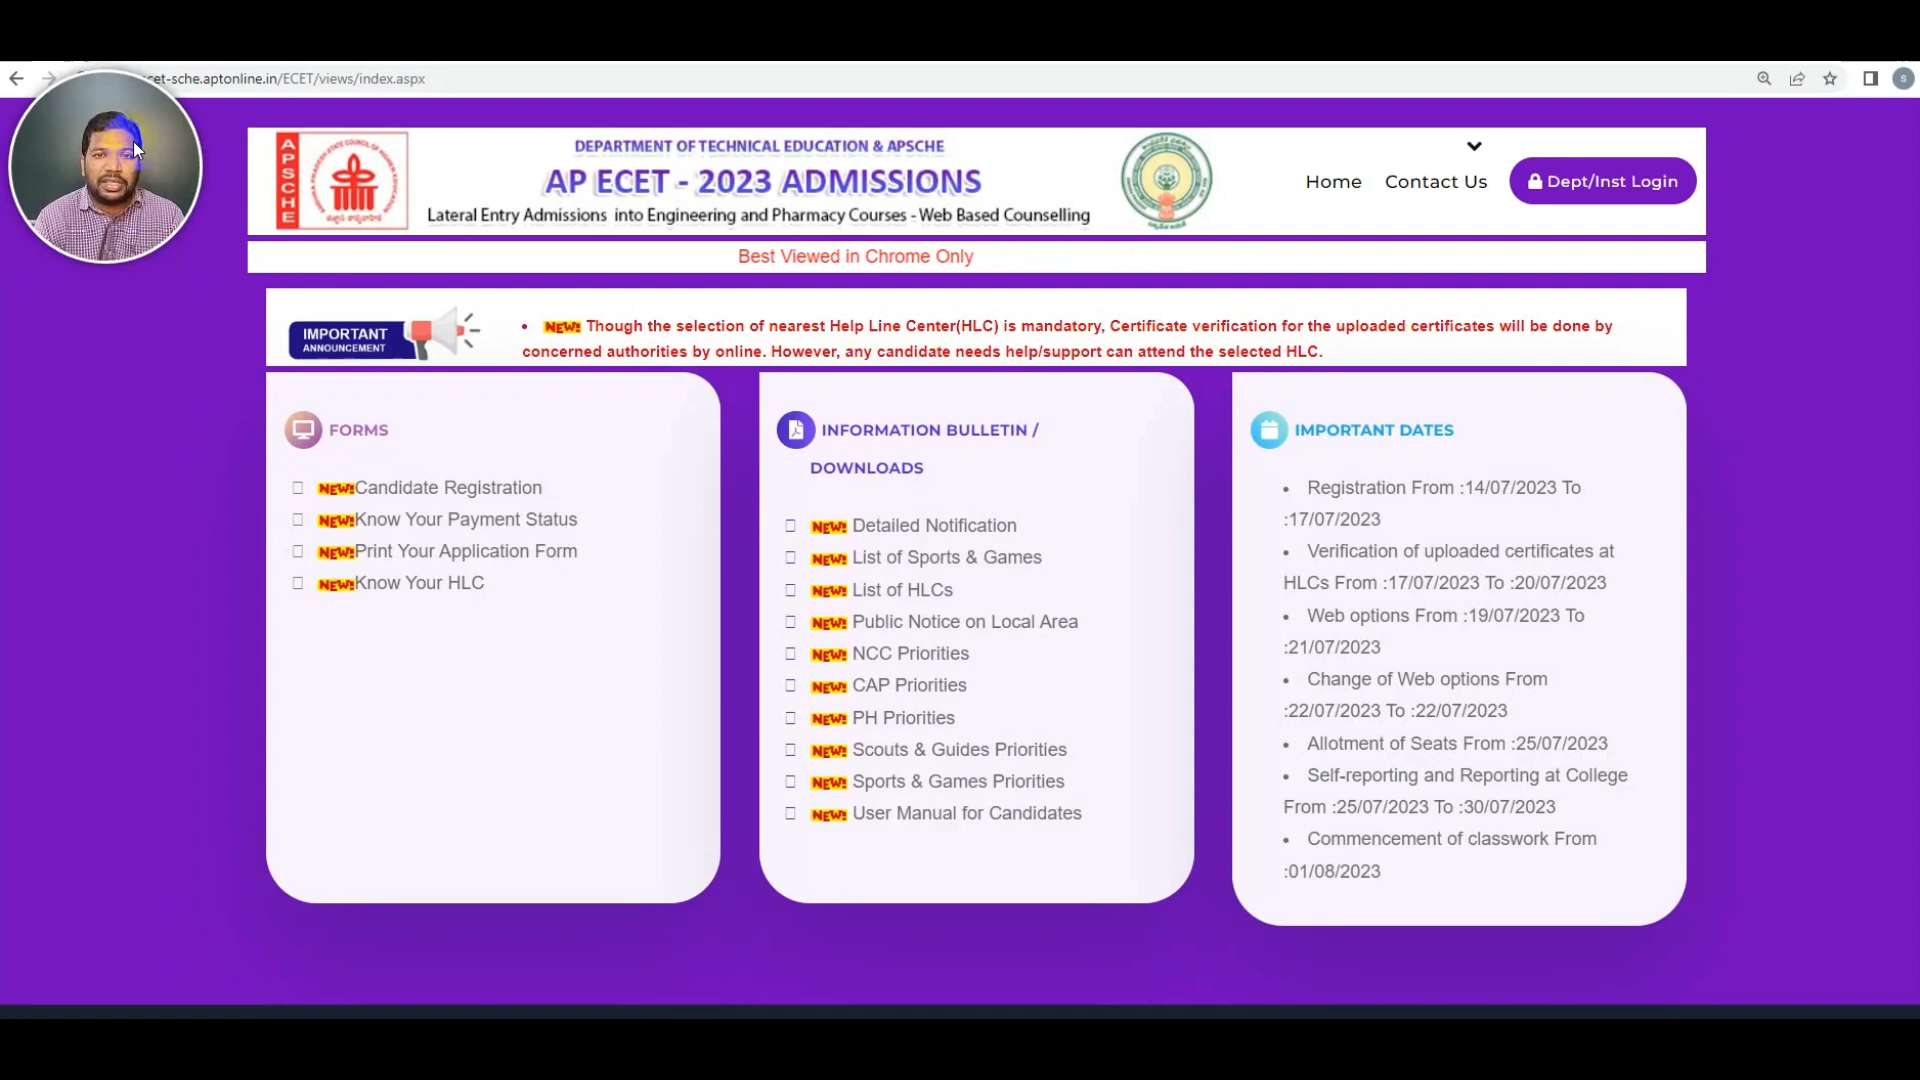 cet-sche.aptonline.in/ECET/views/index.aspx
S
APSCHE
DEPARTMENT OF TECHNICAL EDUCATION & APSCHE
AP ECET - 2023 ADMISSIONS
Lateral Entry Admissions into Engineering and Pharmacy Courses - Web Based Counselling
Home
Contact Us
Dept/Inst Login
Best Viewed in Chrome Only
IMPORTANT
ANNOUNCEMENT
• NEW! Though the selection of nearest Help Line Center(HLC) is mandatory, Certificate verification for the uploaded certificates will be done by
concerned authorities by online. However, any candidate needs help/support can attend the selected HLC.
FORMS
NEW! Candidate Registration
NEW! Know Your Payment Status
NEW! Print Your Application Form
NEW! Know Your HLC
INFORMATION BULLETIN /
DOWNLOADS
NEW! Detailed Notification
NEW! List of Sports & Games
NEW! List of HLCs
NEW! Public Notice on Local Area
NEW! NCC Priorities
NEW! CAP Priorities
NEW! PH Priorities
NEW! Scouts & Guides Priorities
NEW! Sports & Games Priorities
NEW! User Manual for Candidates
IMPORTANT DATES
• Registration From :14/07/2023 To
:17/07/2023
• Verification of uploaded certificates at
HLCs From :17/07/2023 To :20/07/2023
• Web options From :19/07/2023 To
:21/07/2023
• Change of Web options From
:22/07/2023 To :22/07/2023
• Allotment of Seats From :25/07/2023
• Self-reporting and Reporting at College
From :25/07/2023 To :30/07/2023
• Commencement of classwork From
:01/08/2023